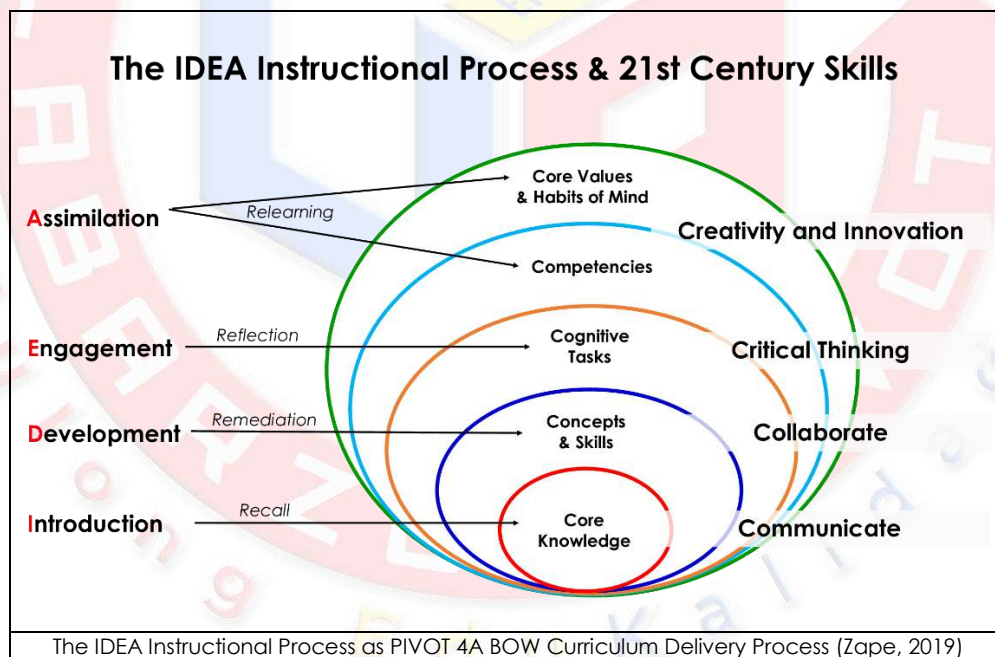 The IDEA Instructional Process & 21st Century Skills
Core Values
& Habits of Mind
Assimilation
Relearning
Creativity and Innovation
Competencies
Engagement
Reflection
Cognitive
Tasks
Critical Thinking
Development
Remediation
Concepts
& Skills
Collaborate
Introduction
Recall
Core
Knowledge
Communicate
The IDEA Instructional Process as PIVOT 4A BOW Curriculum Delivery Process (Zape, 2019)